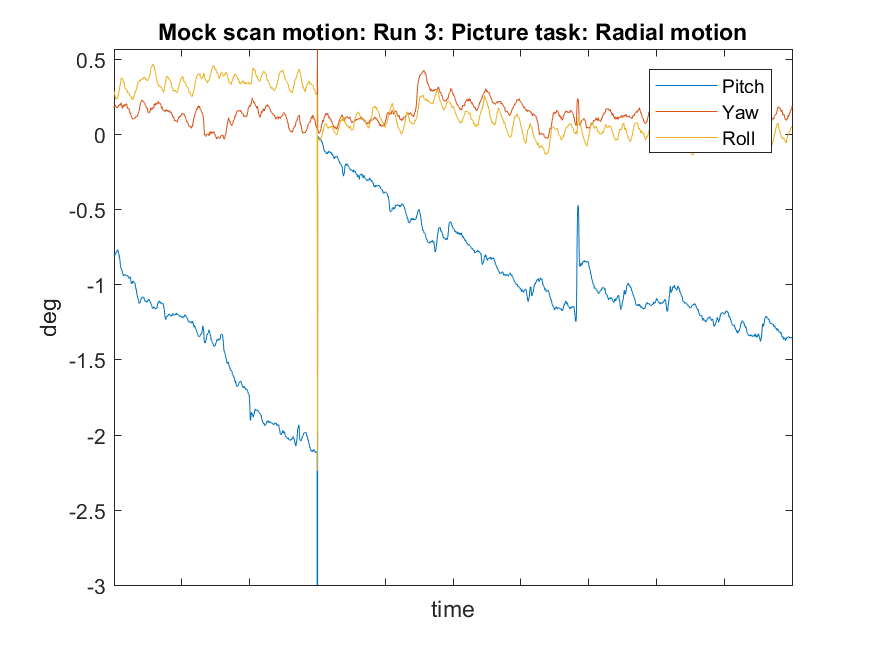 Mock scan motion: Run 3: Picture task: Radial motion
0.5
0
-0.5
-1
-1.5
-2
-2.5
-3
deg
time
Pitch
Yaw
Roll